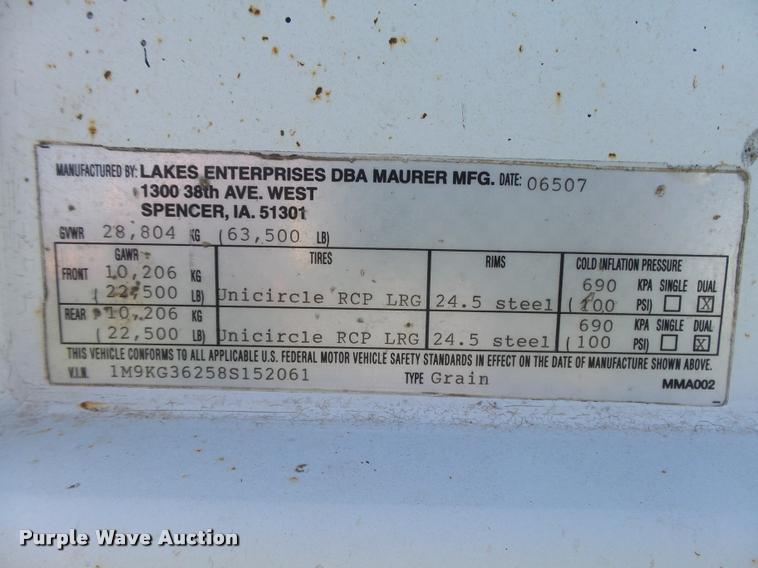 MANUFACTURED BY: LAKES ENTERPRISES DBA MAURER MFG. DATE: 06507
1300 38th AVE. WEST
SPENCER, IA. 51301
GVWR 28,804 KG (63,500 LB)
GAWR TIRES RIMS COLD INFLATION PRESSURE
FRONT 10,206 KG 690 KPA SINGLE DUAL
(22,500 LB) Unicircle RCP LRG 24.5 steel (100 PSI) ☐ ☒
REAR 10,206 KG 690 KPA SINGLE DUAL
(22,500 LB) Unicircle RCP LRG 24.5 steel (100 PSI) ☐ ☒
THIS VEHICLE CONFORMS TO ALL APPLICABLE U.S. FEDERAL MOTOR VEHICLE SAFETY STANDARDS IN EFFECT ON THE DATE OF MANUFACTURE SHOWN ABOVE.
V.I.N. 1M9KG36258S152061 TYPE Grain MMA002
Purple Wave Auction